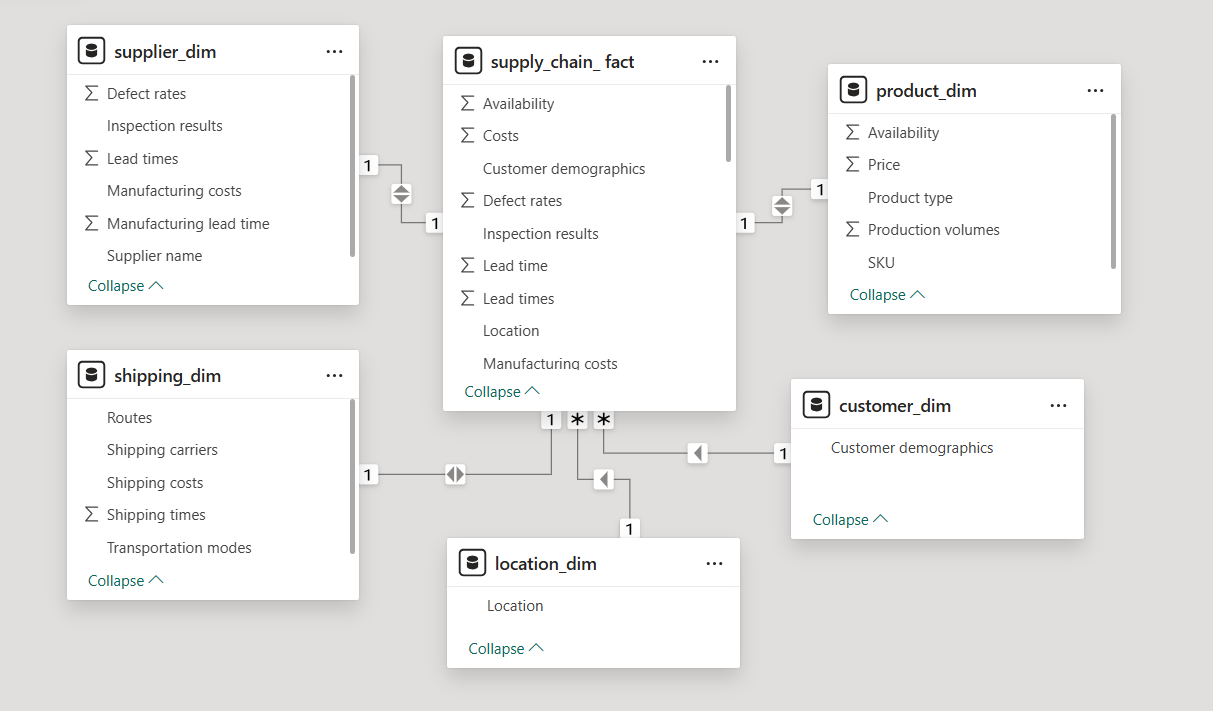 supplier_dim
Defect rates
Inspection results
Lead times
Manufacturing costs
Manufacturing lead time
Supplier name
Collapse
1
1
supply_chain_ fact
Availability
Costs
Customer demographics
Defect rates
Inspection results
Lead time
Lead times
Location
Manufacturing costs
Collapse
1
1
product_dim
Availability
Price
Product type
Production volumes
SKU
Collapse
shipping_dim
Routes
Shipping carriers
Shipping costs
Shipping times
Transportation modes
Collapse
1
1
*
*
1
customer_dim
Customer demographics
Collapse
1
location_dim
Location
Collapse